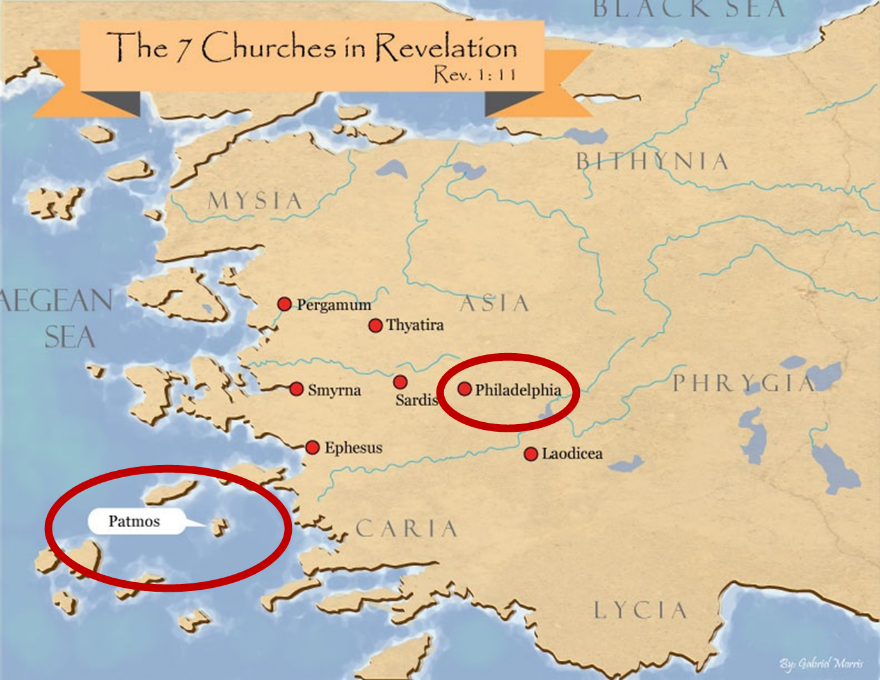 BLACK SEA
The 7 Churches in Revelation
Rev. 1:11
BITHYNIA
MYSIA
AEGEAN
SEA
ASIA
Pergamum
Thyatira
PHRYGIA
Smyrna
Sardis
Philadelphia
Ephesus
Laodicea
Patmos
CARIA
LYCIA
By: Gabriel Morris